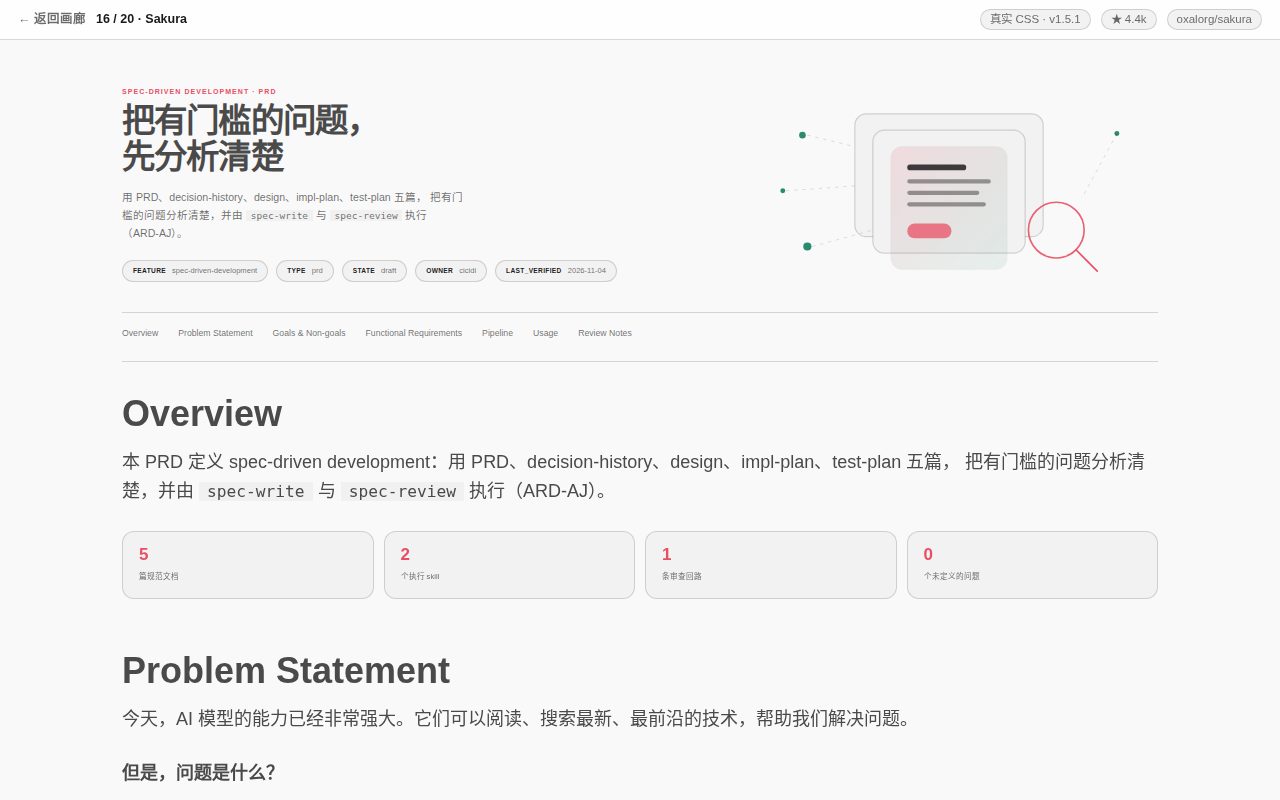 ← 返回画廊 16 / 20 · Sakura 真实 CSS · v1.5.1 ★ 4.4k oxalorg/sakura
SPEC-DRIVEN DEVELOPMENT · PRD
把有门槛的问题，
先分析清楚
用 PRD、decision-history、design、impl-plan、test-plan 五篇， 把有门
槛的问题分析清楚，并由 spec-write 与 spec-review 执行
（ARD-AJ）。
FEATURE spec-driven-development TYPE prd STATE draft OWNER cicidi LAST_VERIFIED 2026-11-04
Overview Problem Statement Goals & Non-goals Functional Requirements Pipeline Usage Review Notes
Overview
本 PRD 定义 spec-driven development：用 PRD、decision-history、design、impl-plan、test-plan 五篇， 把有门槛的问题分析清
楚，并由 spec-write 与 spec-review 执行（ARD-AJ）。
5
篇规范文档
2
个执行 skill
1
条审查回路
0
个未定义的问题
Problem Statement
今天，AI 模型的能力已经非常强大。它们可以阅读、搜索最新、最前沿的技术，帮助我们解决问题。
但是，问题是什么？